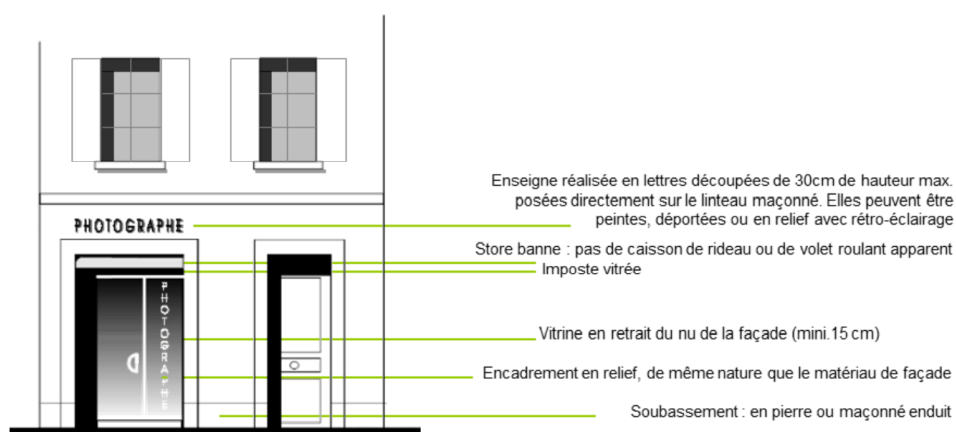 Enseigne réalisée en lettres découpées de 30cm de hauteur max.
posées directement sur le linteau maçonné. Elles peuvent être
peintes, déportées ou en relief avec rétro-éclairage
PHOTOGRAPHE
Store banne : pas de caisson de rideau ou de volet roulant apparent
Imposte vitrée
PHOTOGRAPHE
Vitrine en retrait du nu de la façade (mini.15 cm)
Encadrement en relief, de même nature que le matériau de façade
Soubassement : en pierre ou maçonné enduit